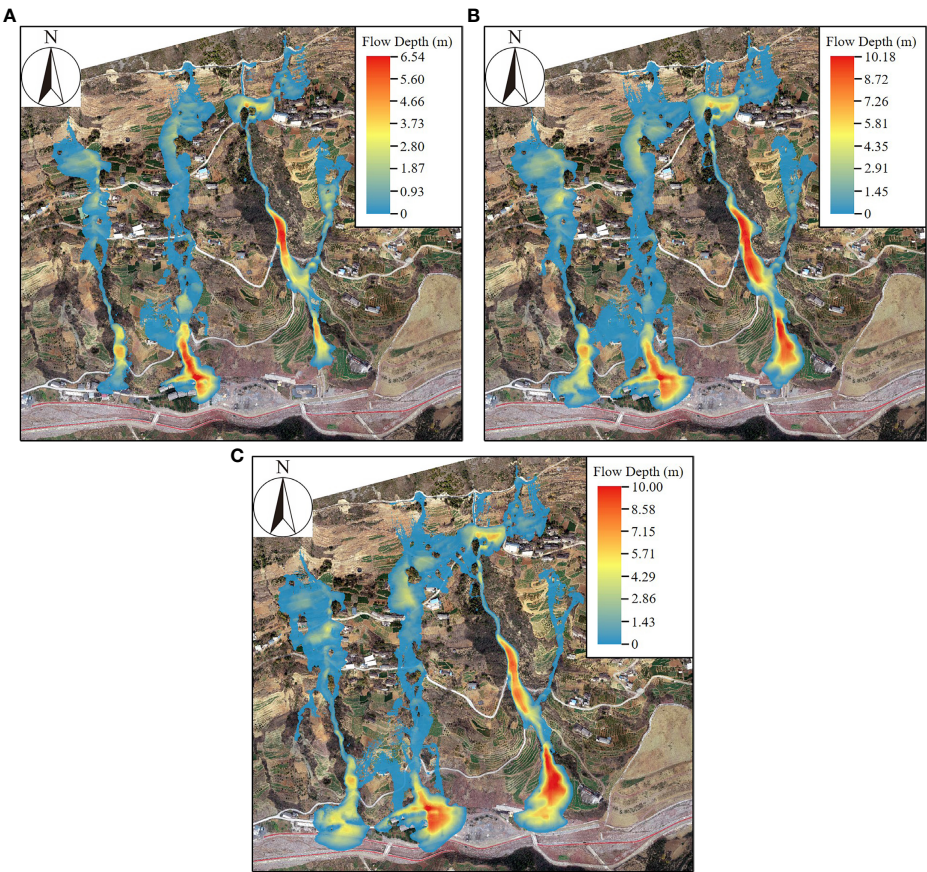 A
N
Flow Depth (m)
6.54
5.60
4.66
3.73
2.80
1.87
0.93
0
B
N
Flow Depth (m)
10.18
8.72
7.26
5.81
4.35
2.91
1.45
0
C
N
Flow Depth (m)
10.00
8.58
7.15
5.71
4.29
2.86
1.43
0